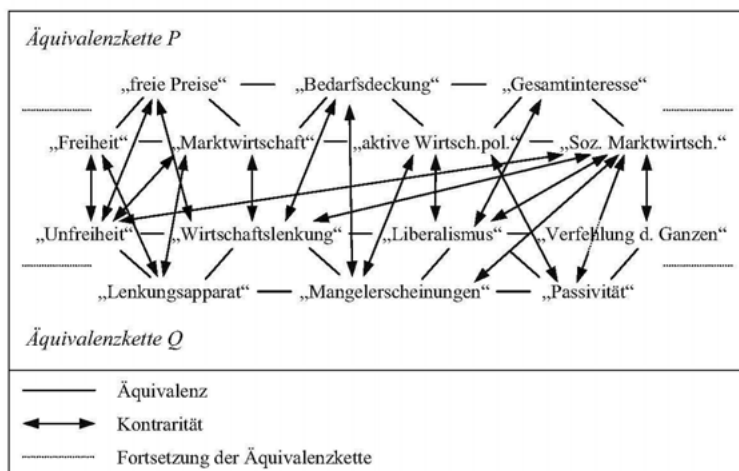 Äquivalenzkette P
„freie Preise“ „Bedarfsdeckung“ „Gesamtinteresse“
„Freiheit“ „Marktwirtschaft“ „aktive Wirtsch.pol.“ „Soz. Marktwirtsch.“
„Unfreiheit“ „Wirtschaftslenkung“ „Liberalismus“ „Verfehlung d. Ganzen“
„Lenkungsapparat“ „Mangelerscheinungen“ „Passivität“
Äquivalenzkette Q
Äquivalenz
Kontrarität
Fortsetzung der Äquivalenzkette